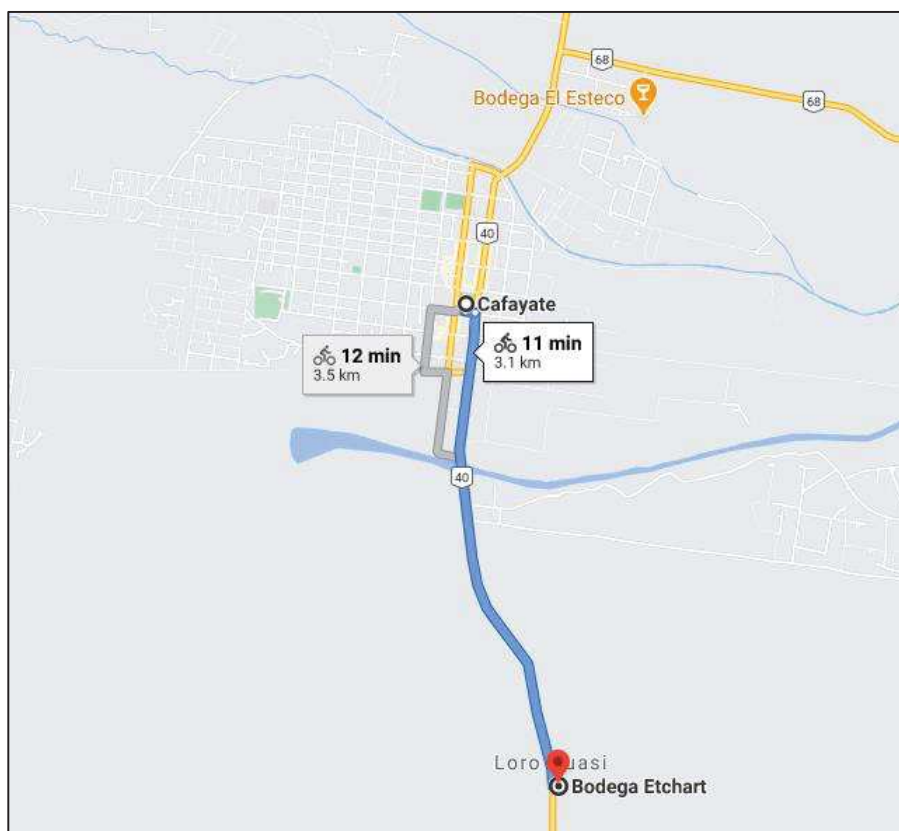 68
Bodega El Esteco
68
40
Cafayate
12 min
3.5 km
11 min
3.1 km
40
Loro uasi
Bodega Etchart